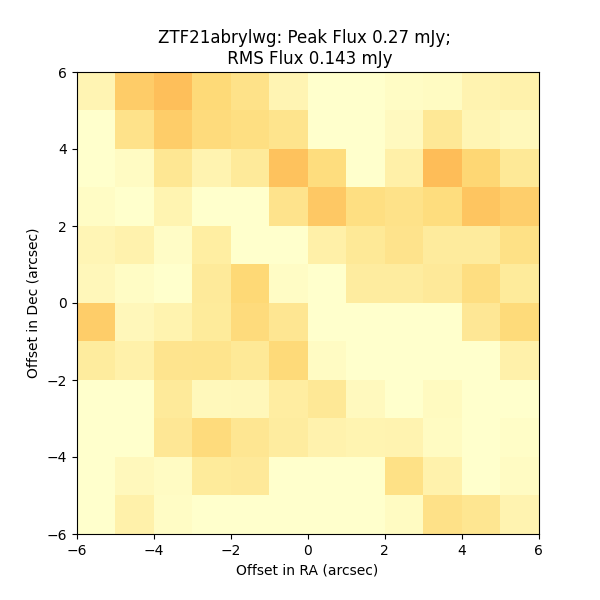 ZTF21abrylwg: Peak Flux 0.27 mJy;
RMS Flux 0.143 mJy
6
4
2
0
−2
−4
−6
Offset in Dec (arcsec)
−6 −4 −2 0 2 4 6
Offset in RA (arcsec)